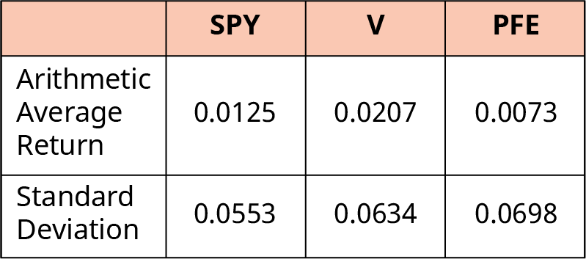 SPY V PFE
Arithmetic
Average
Return
0.0125 0.0207 0.0073
Standard
Deviation
0.0553 0.0634 0.0698